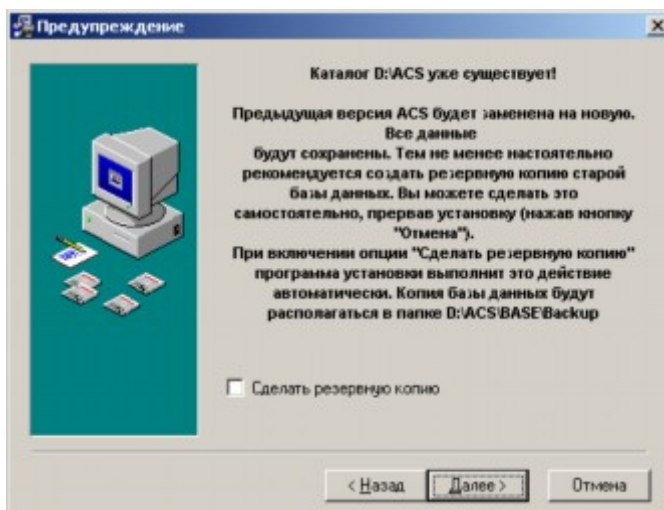 Предупреждение
Каталог D:\ACS уже существует!
Предыдущая версия ACS будет заменена на новую.
Все данные
будут сохранены. Тем не менее настоятельно
рекомендуется создать резервную копию старой
базы данных. Вы можете сделать это
самостоятельно, прервав установку (нажав кнопку
"Отмена").
При включении опции "Сделать резервную копию"
программа установки выполнит это действие
автоматически. Копия базы данных будут
располагаться в папке D:\ACS\BASE\Backup
Сделать резервную копию
< Назад Далее > Отмена